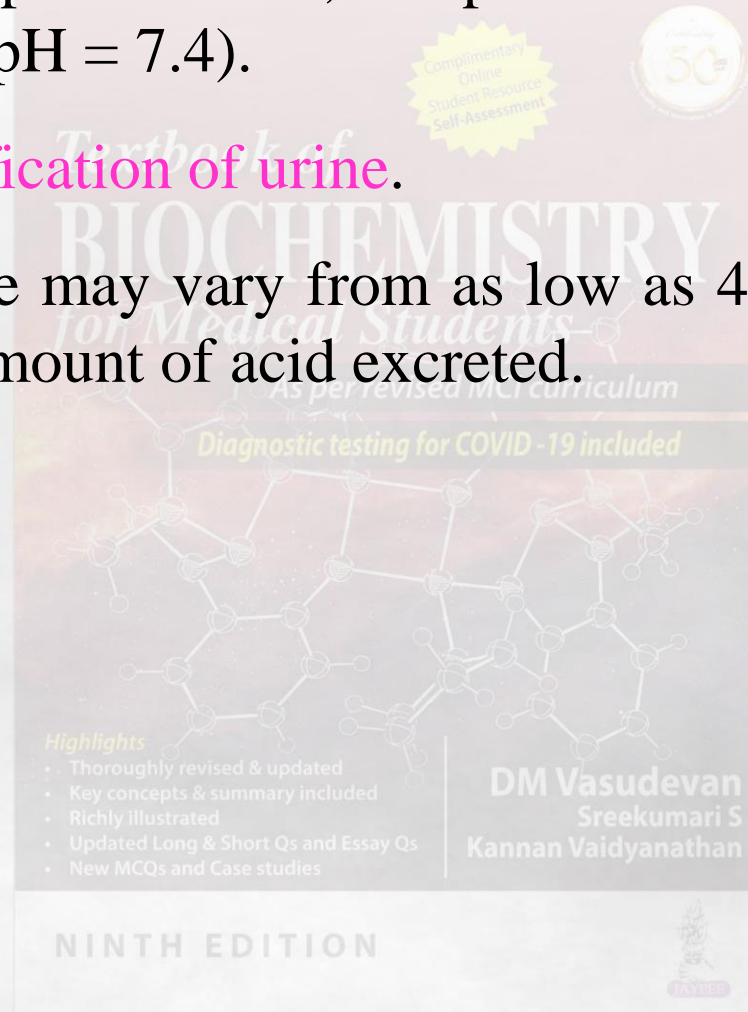 pH = 7.4).
Complimentary
Online
Student Resource
Self-Assessment
50
Textbook of
ication of urine.
BIOCHEMISTRY
e may vary from as low as 4
for Medical Students
mount of acid excreted.
As per revised MCI curriculum
Diagnostic testing for COVID -19 included
Highlights
• Thoroughly revised & updated
• Key concepts & summary included
• Richly illustrated
• Updated Long & Short Qs and Essay Qs
• New MCQs and Case studies
DM Vasudevan
Sreekumari S
Kannan Vaidyanathan
NINTH EDITION
JAYPEE